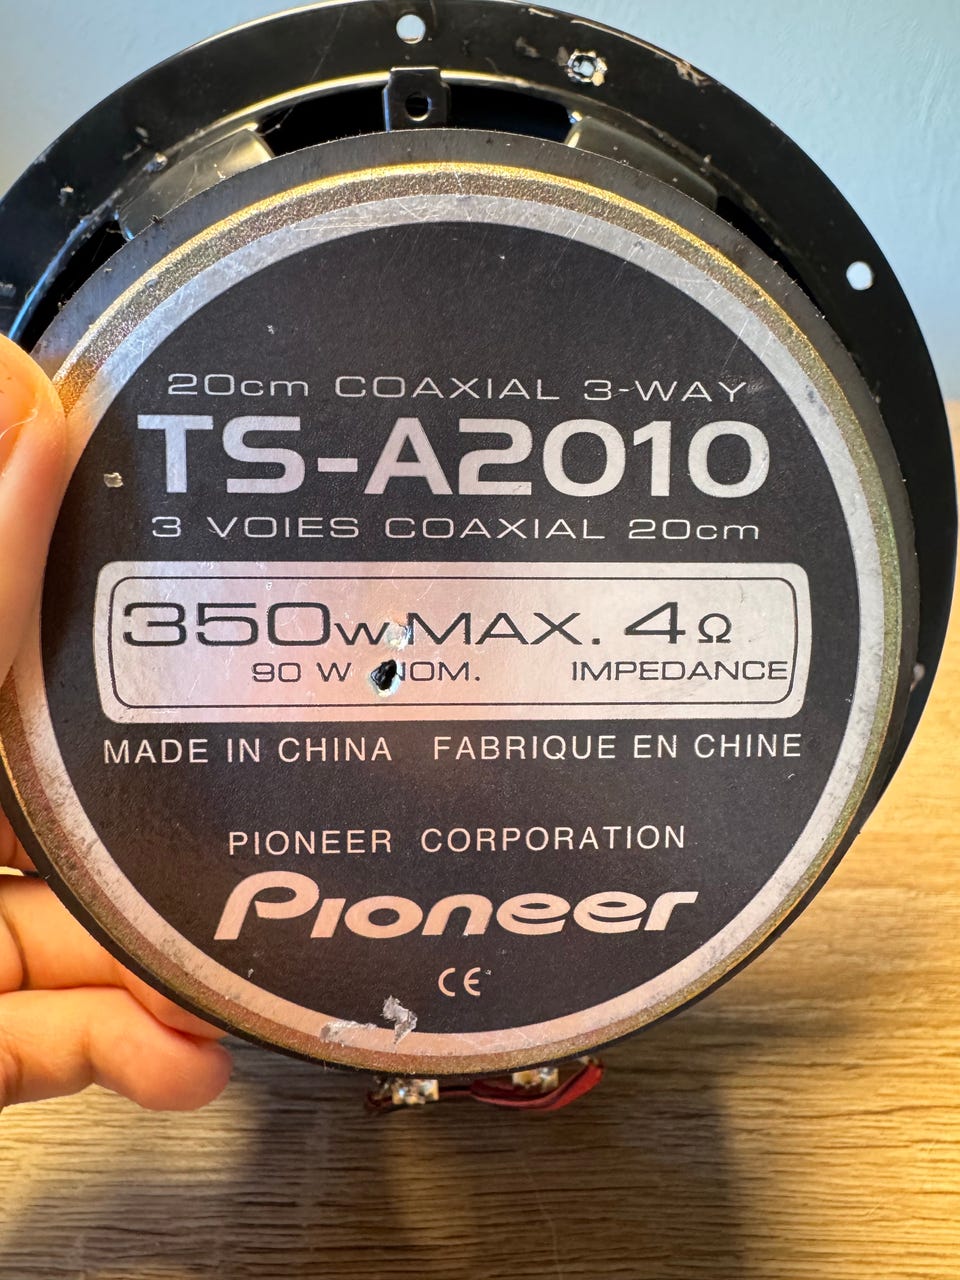 20cm COAXIAL 3-WAY
TS-A2010
3 VOIES COAXIAL 20cm
350W MAX. 4Ω
90 W NOM. IMPEDANCE
MADE IN CHINA FABRIQUE EN CHINE
PIONEER CORPORATION
Pioneer
CE